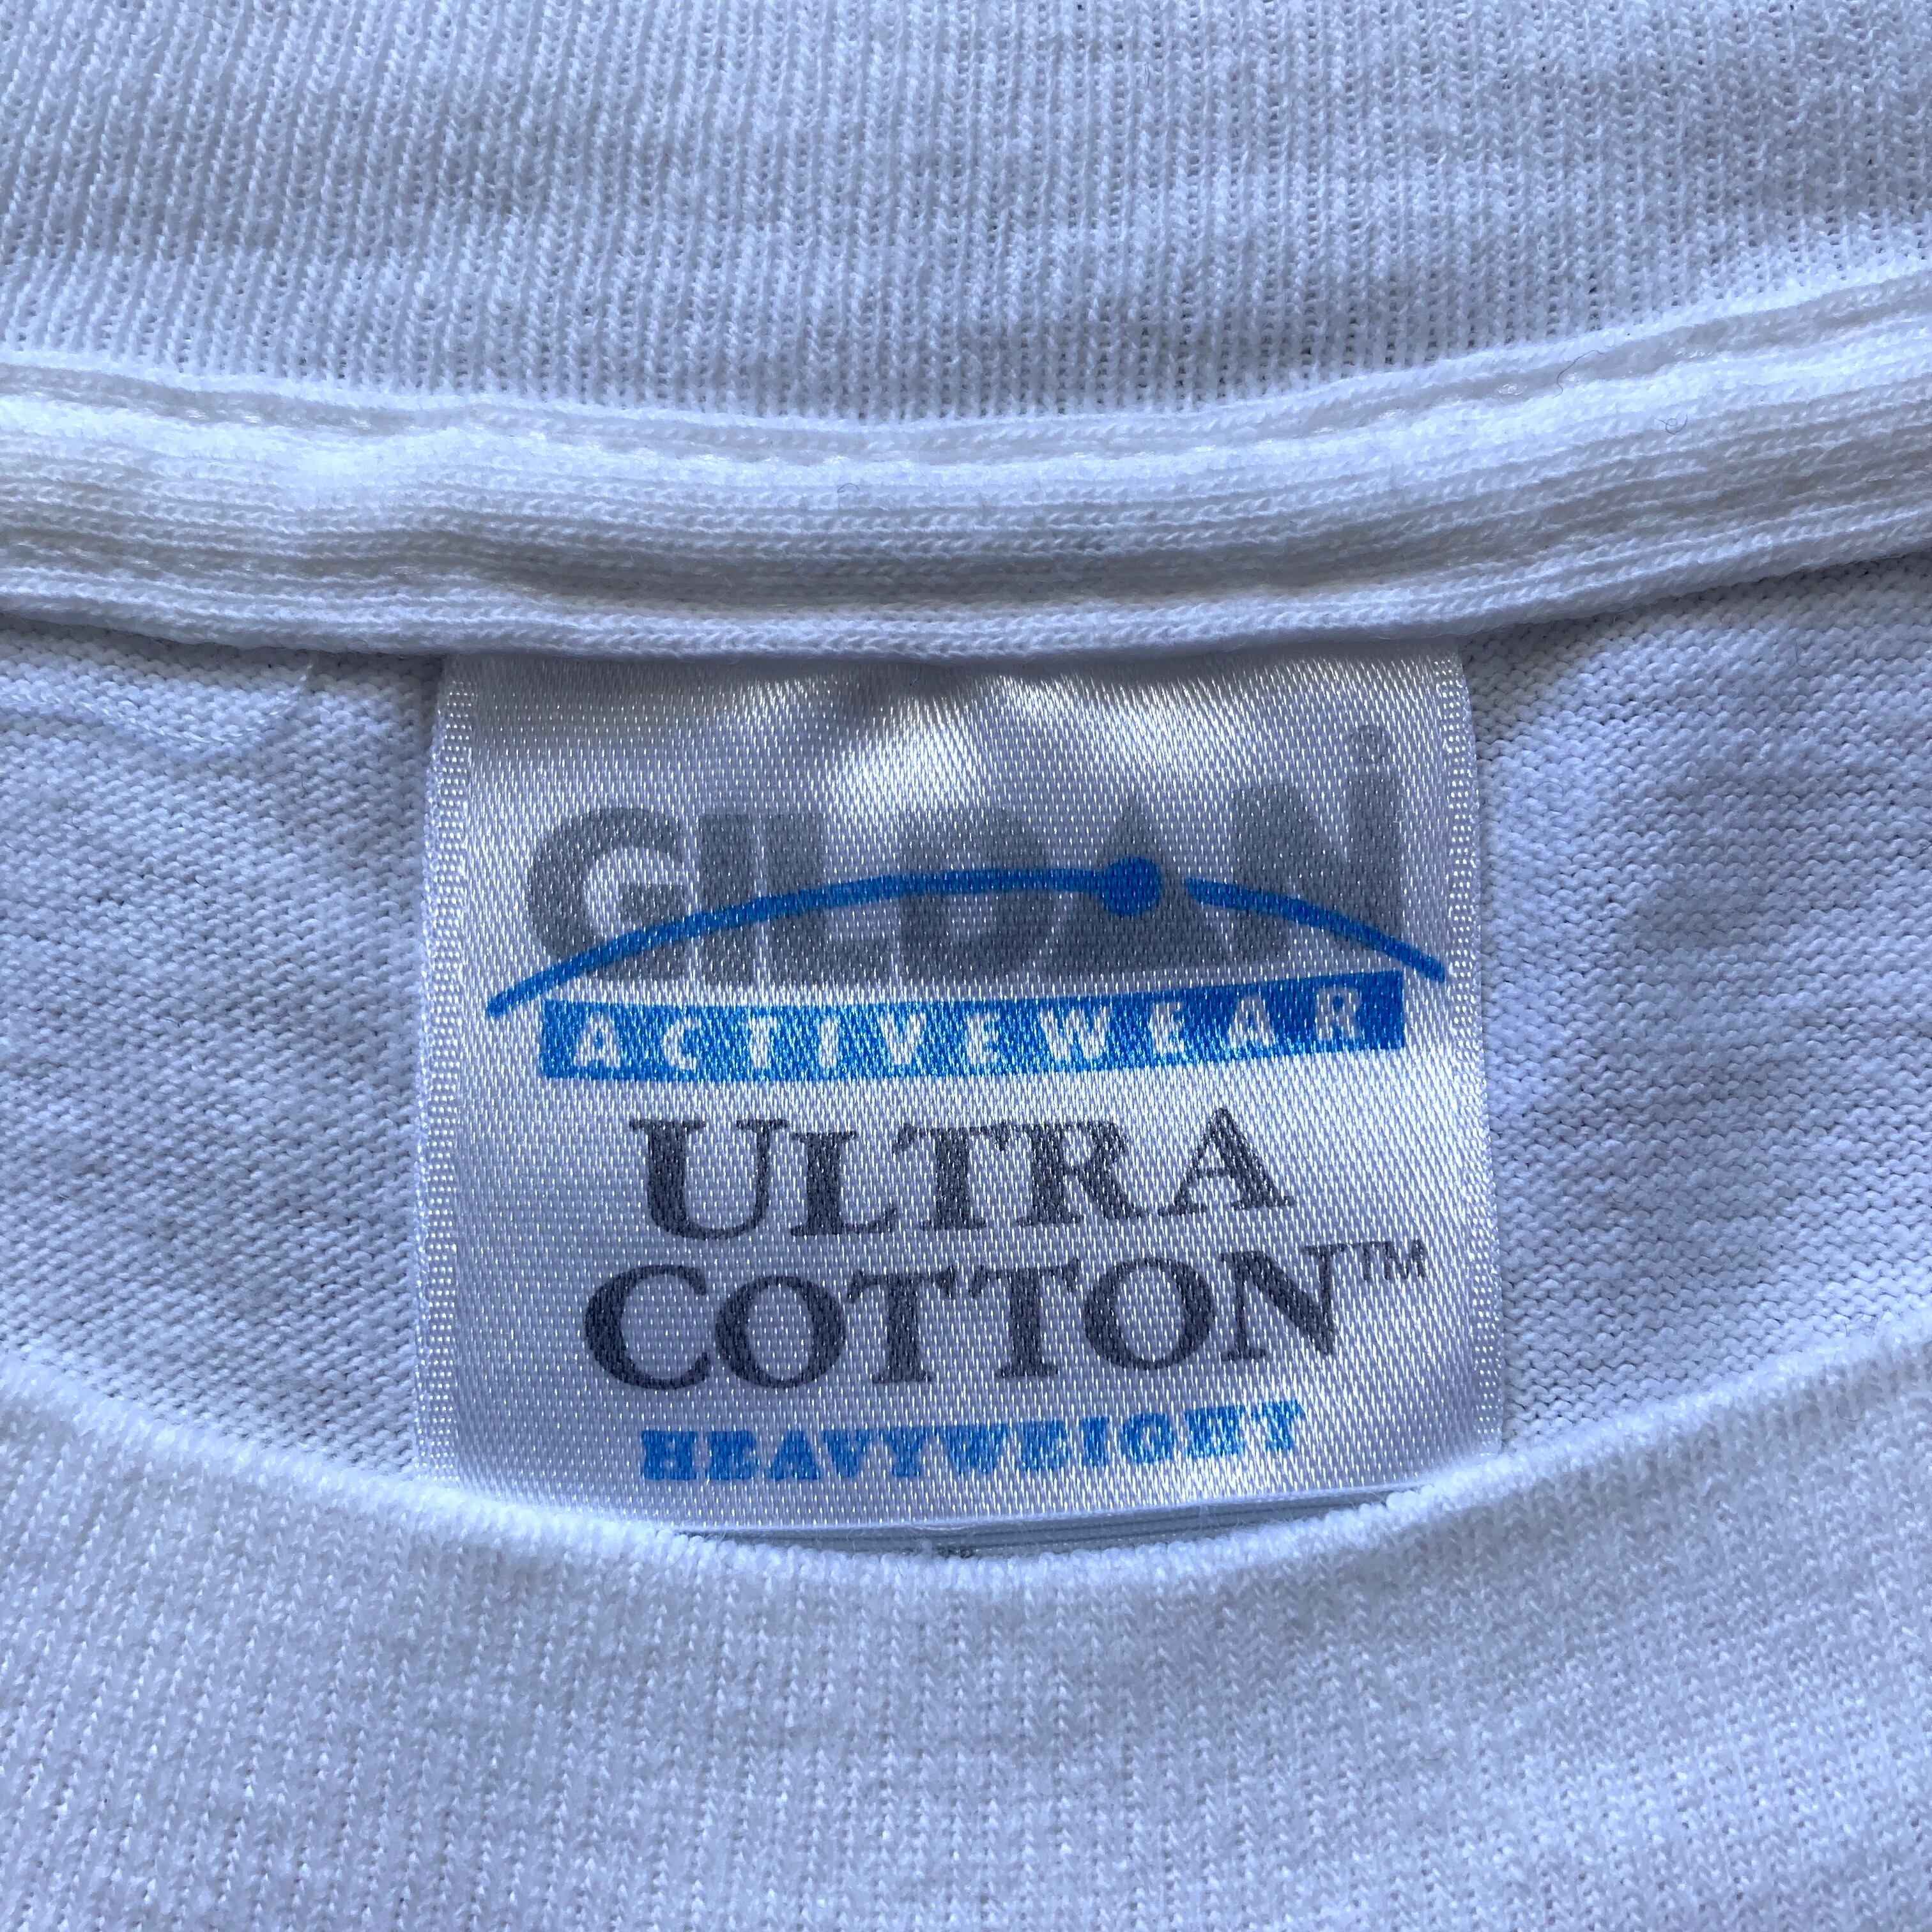 GILDAN
ACTIVEWEAR
ULTRA
COTTON™
HEAVYWEIGHT